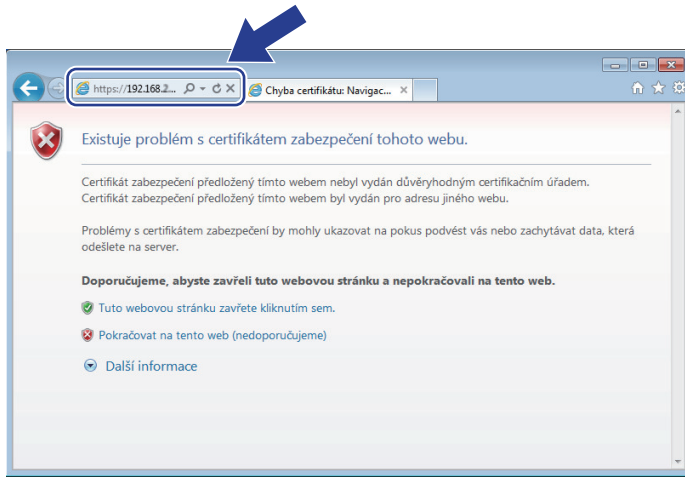 https://192.168.2...
Chyba certifikátu: Navigac...
Existuje problém s certifikátem zabezpečení tohoto webu.
Certifikát zabezpečení předložený tímto webem nebyl vydán důvěryhodným certifikačním úřadem.
Certifikát zabezpečení předložený tímto webem byl vydán pro adresu jiného webu.
Problémy s certifikátem zabezpečení by mohly ukazovat na pokus podvést vás nebo zachytávat data, která
odešlete na server.
Doporučujeme, abyste zavřeli tuto webovou stránku a nepokračovali na tento web.
Tuto webovou stránku zavřete kliknutím sem.
Pokračovat na tento web (nedoporučujeme)
Další informace